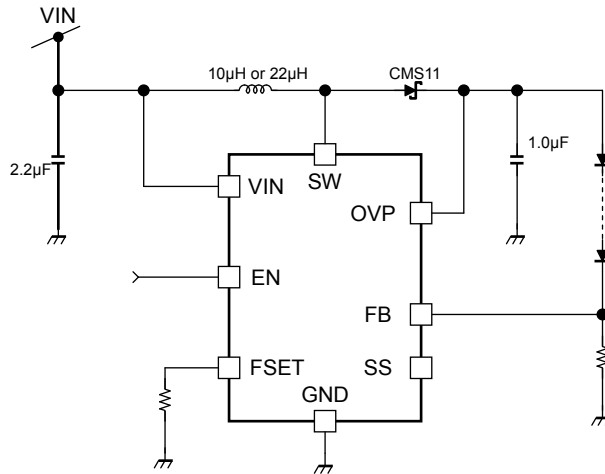 VIN
10µH or 22µH
CMS11
2.2µF
1.0µF
VIN
SW
OVP
EN
FB
FSET
SS
GND